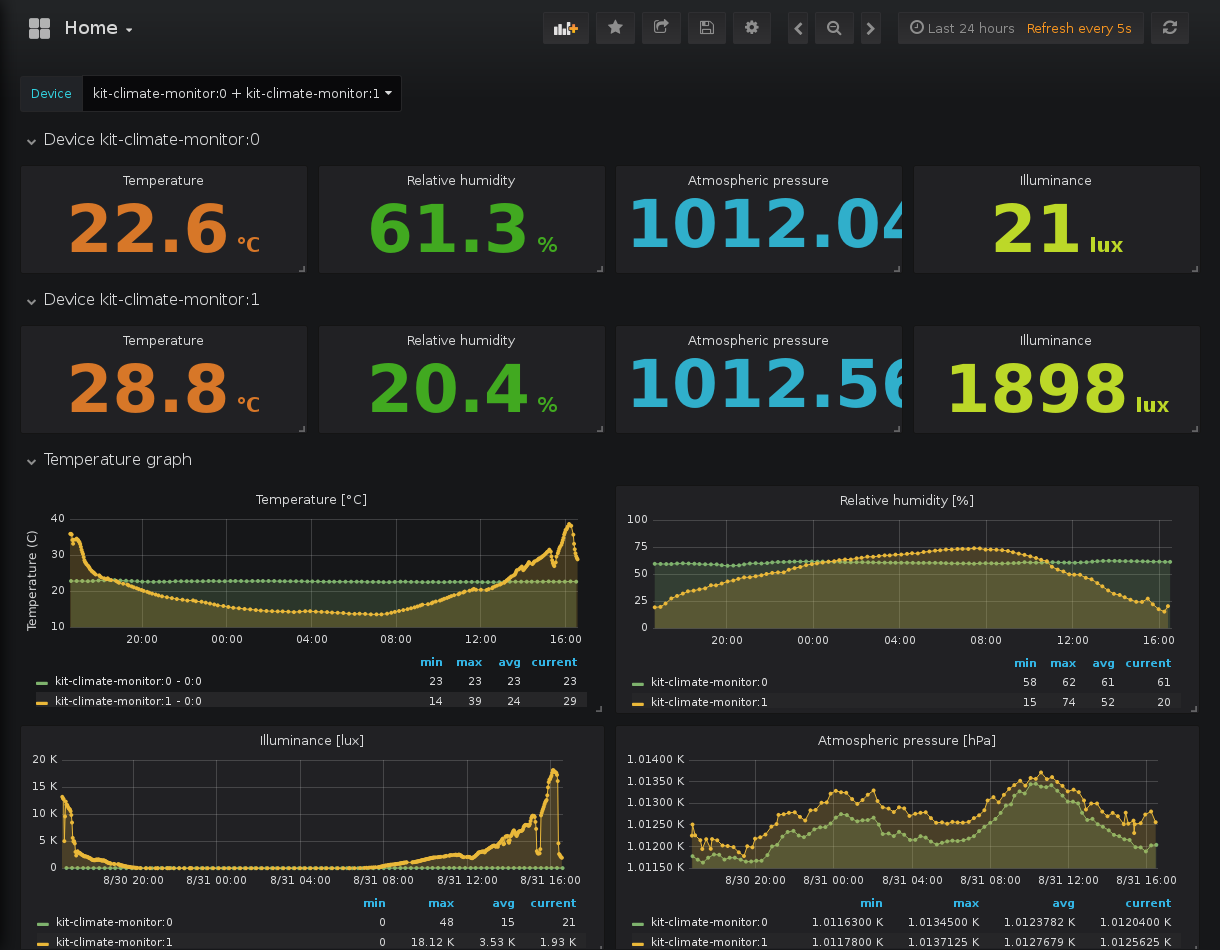 Home
Last 24 hours Refresh every 5s
Device kit-climate-monitor:0 + kit-climate-monitor:1
Device kit-climate-monitor:0
Temperature Relative humidity Atmospheric pressure Illuminance
22.6 °C 61.3 % 1012.04 21 lux
Device kit-climate-monitor:1
Temperature Relative humidity Atmospheric pressure Illuminance
28.8 °C 20.4 % 1012.56 1898 lux
Temperature graph
Temperature [°C]
Temperature (C)
40
30
20
10
20:00 00:00 04:00 08:00 12:00 16:00
min max avg current
kit-climate-monitor:0 - 0:0 23 23 23 23
kit-climate-monitor:1 - 0:0 14 39 24 29
Relative humidity [%]
100
75
50
25
0
20:00 00:00 04:00 08:00 12:00 16:00
min max avg current
kit-climate-monitor:0 58 62 61 61
kit-climate-monitor:1 15 74 52 20
Illuminance [lux]
20 K
15 K
10 K
5 K
0
8/30 20:00 8/31 00:00 8/31 04:00 8/31 08:00 8/31 12:00 8/31 16:00
min max avg current
kit-climate-monitor:0 0 48 15 21
kit-climate-monitor:1 0 18.12 K 3.53 K 1.93 K
Atmospheric pressure [hPa]
1.01400 K
1.01350 K
1.01300 K
1.01250 K
1.01200 K
1.01150 K
8/30 20:00 8/31 00:00 8/31 04:00 8/31 08:00 8/31 12:00 8/31 16:00
min max avg current
kit-climate-monitor:0 1.0116300 K 1.0134500 K 1.0123782 K 1.0120400 K
kit-climate-monitor:1 1.0117800 K 1.0137125 K 1.0127679 K 1.0125625 K